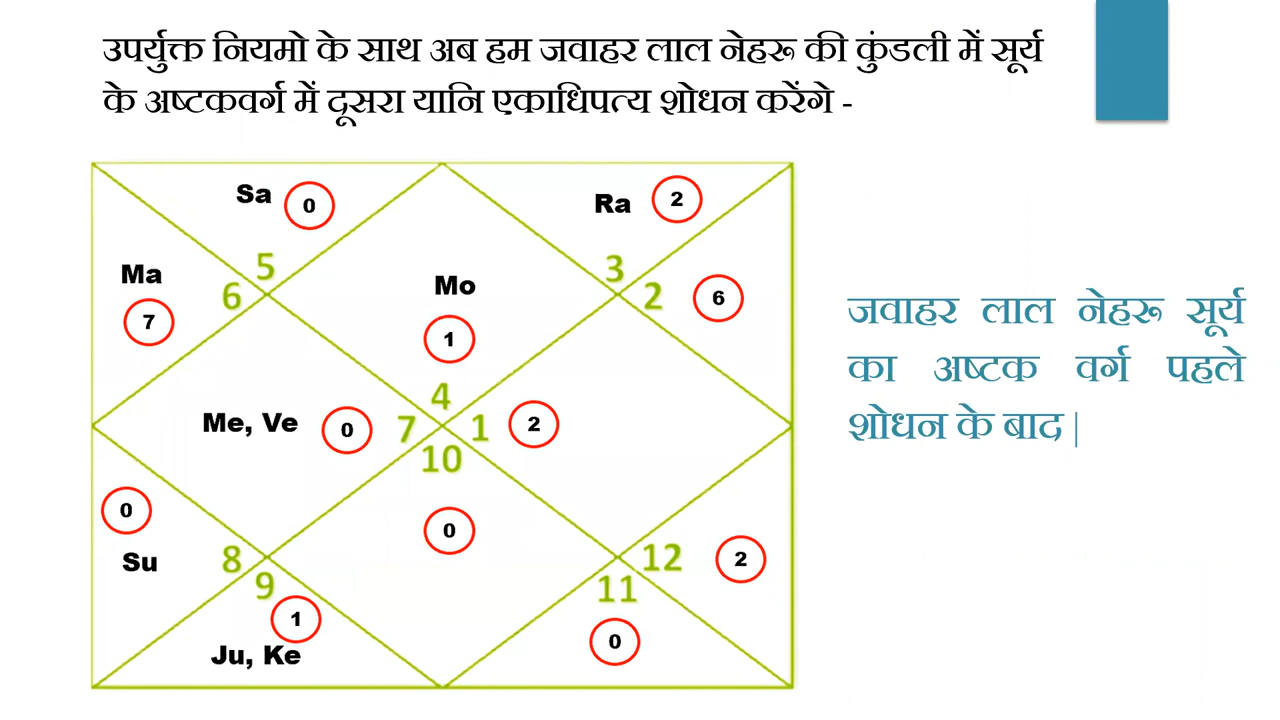 उपर्युक्त नियमो के साथ अब हम जवाहर लाल नेहरू की कुंडली में सूर्य
के अष्टकवर्ग में दूसरा यानि एकाधिपत्य शोधन करेंगे -
Sa 0
Ra 2
Ma 7
5
6
Mo 1
3
2
6
4
Me, Ve 0
7
1
2
10
0
Su
0
8
9
1
Ju, Ke
12
2
11
0
जवाहर लाल नेहरू सूर्य
का अष्टक वर्ग पहले
शोधन के बाद |